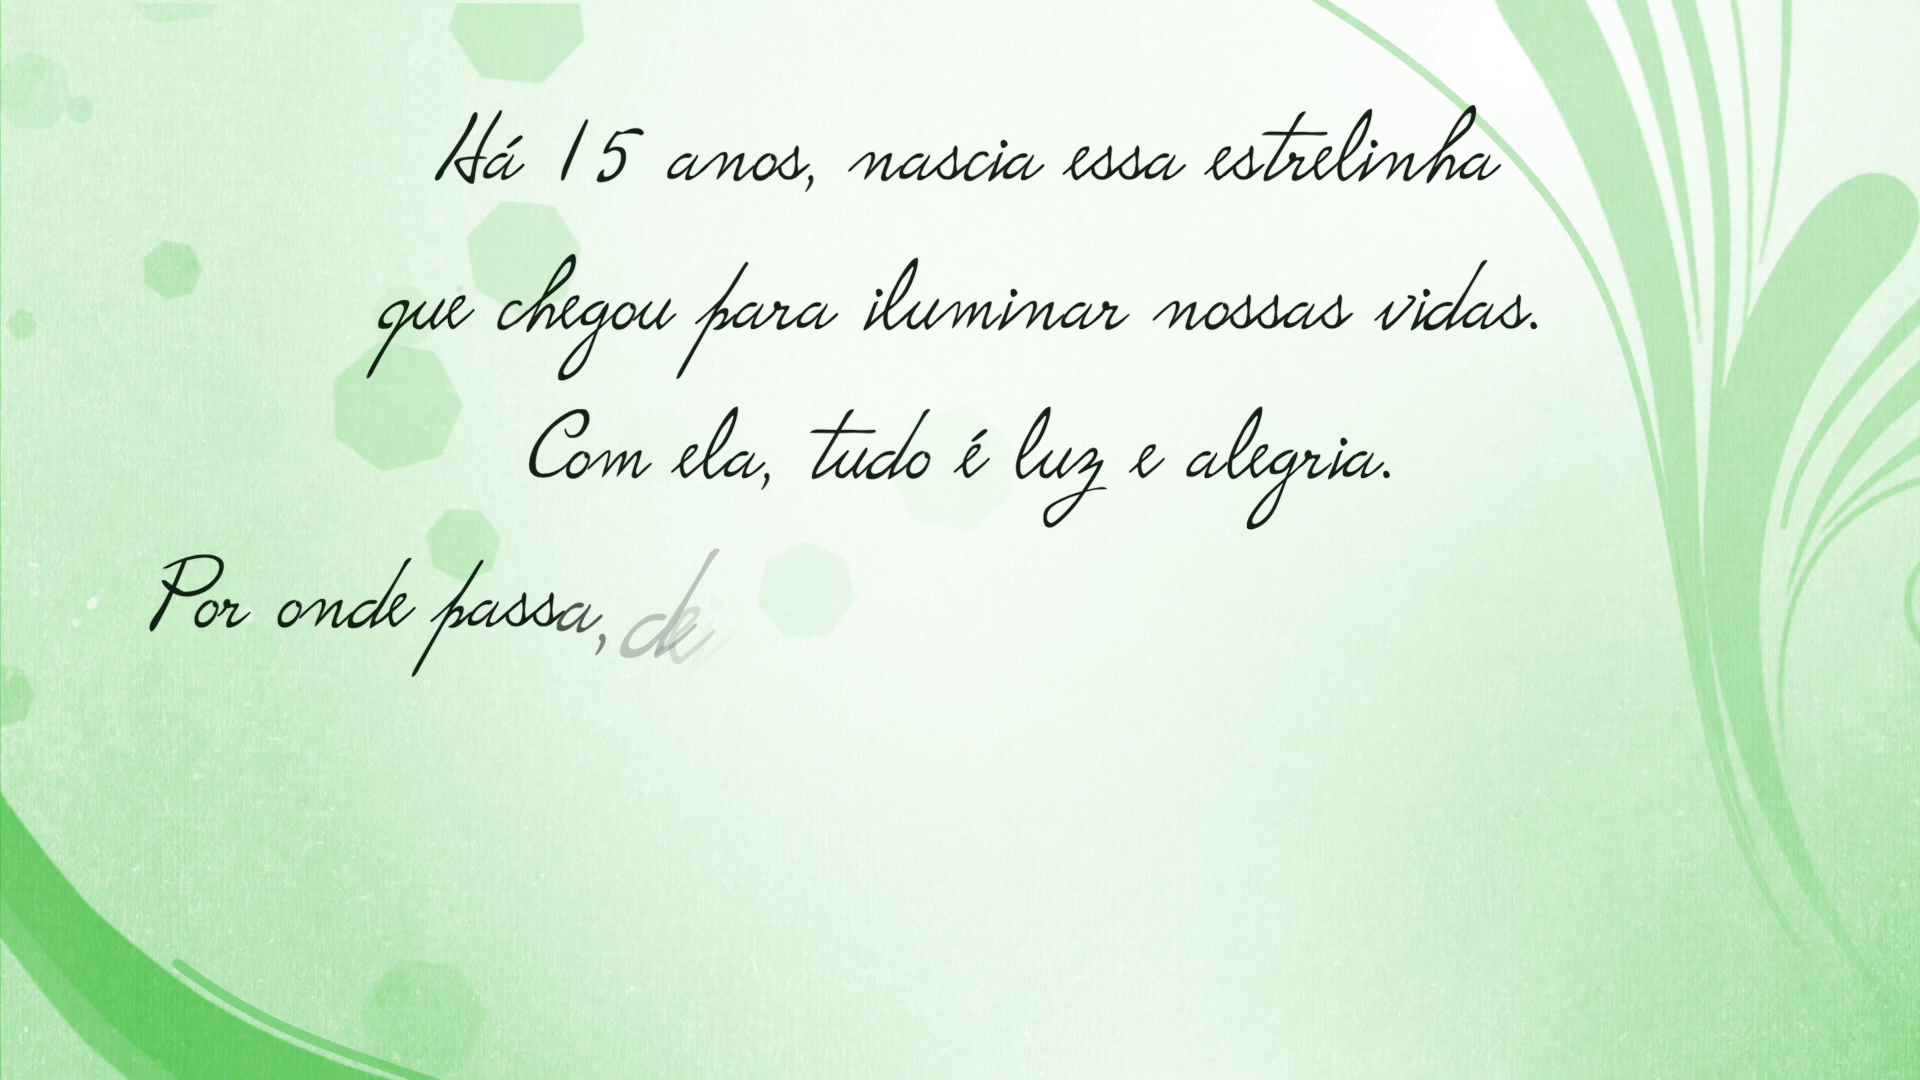 Há 15 anos, nascia essa estrelinha
que chegou para iluminar nossas vidas.
Com ela, tudo é luz e alegria.
Por onde passa,